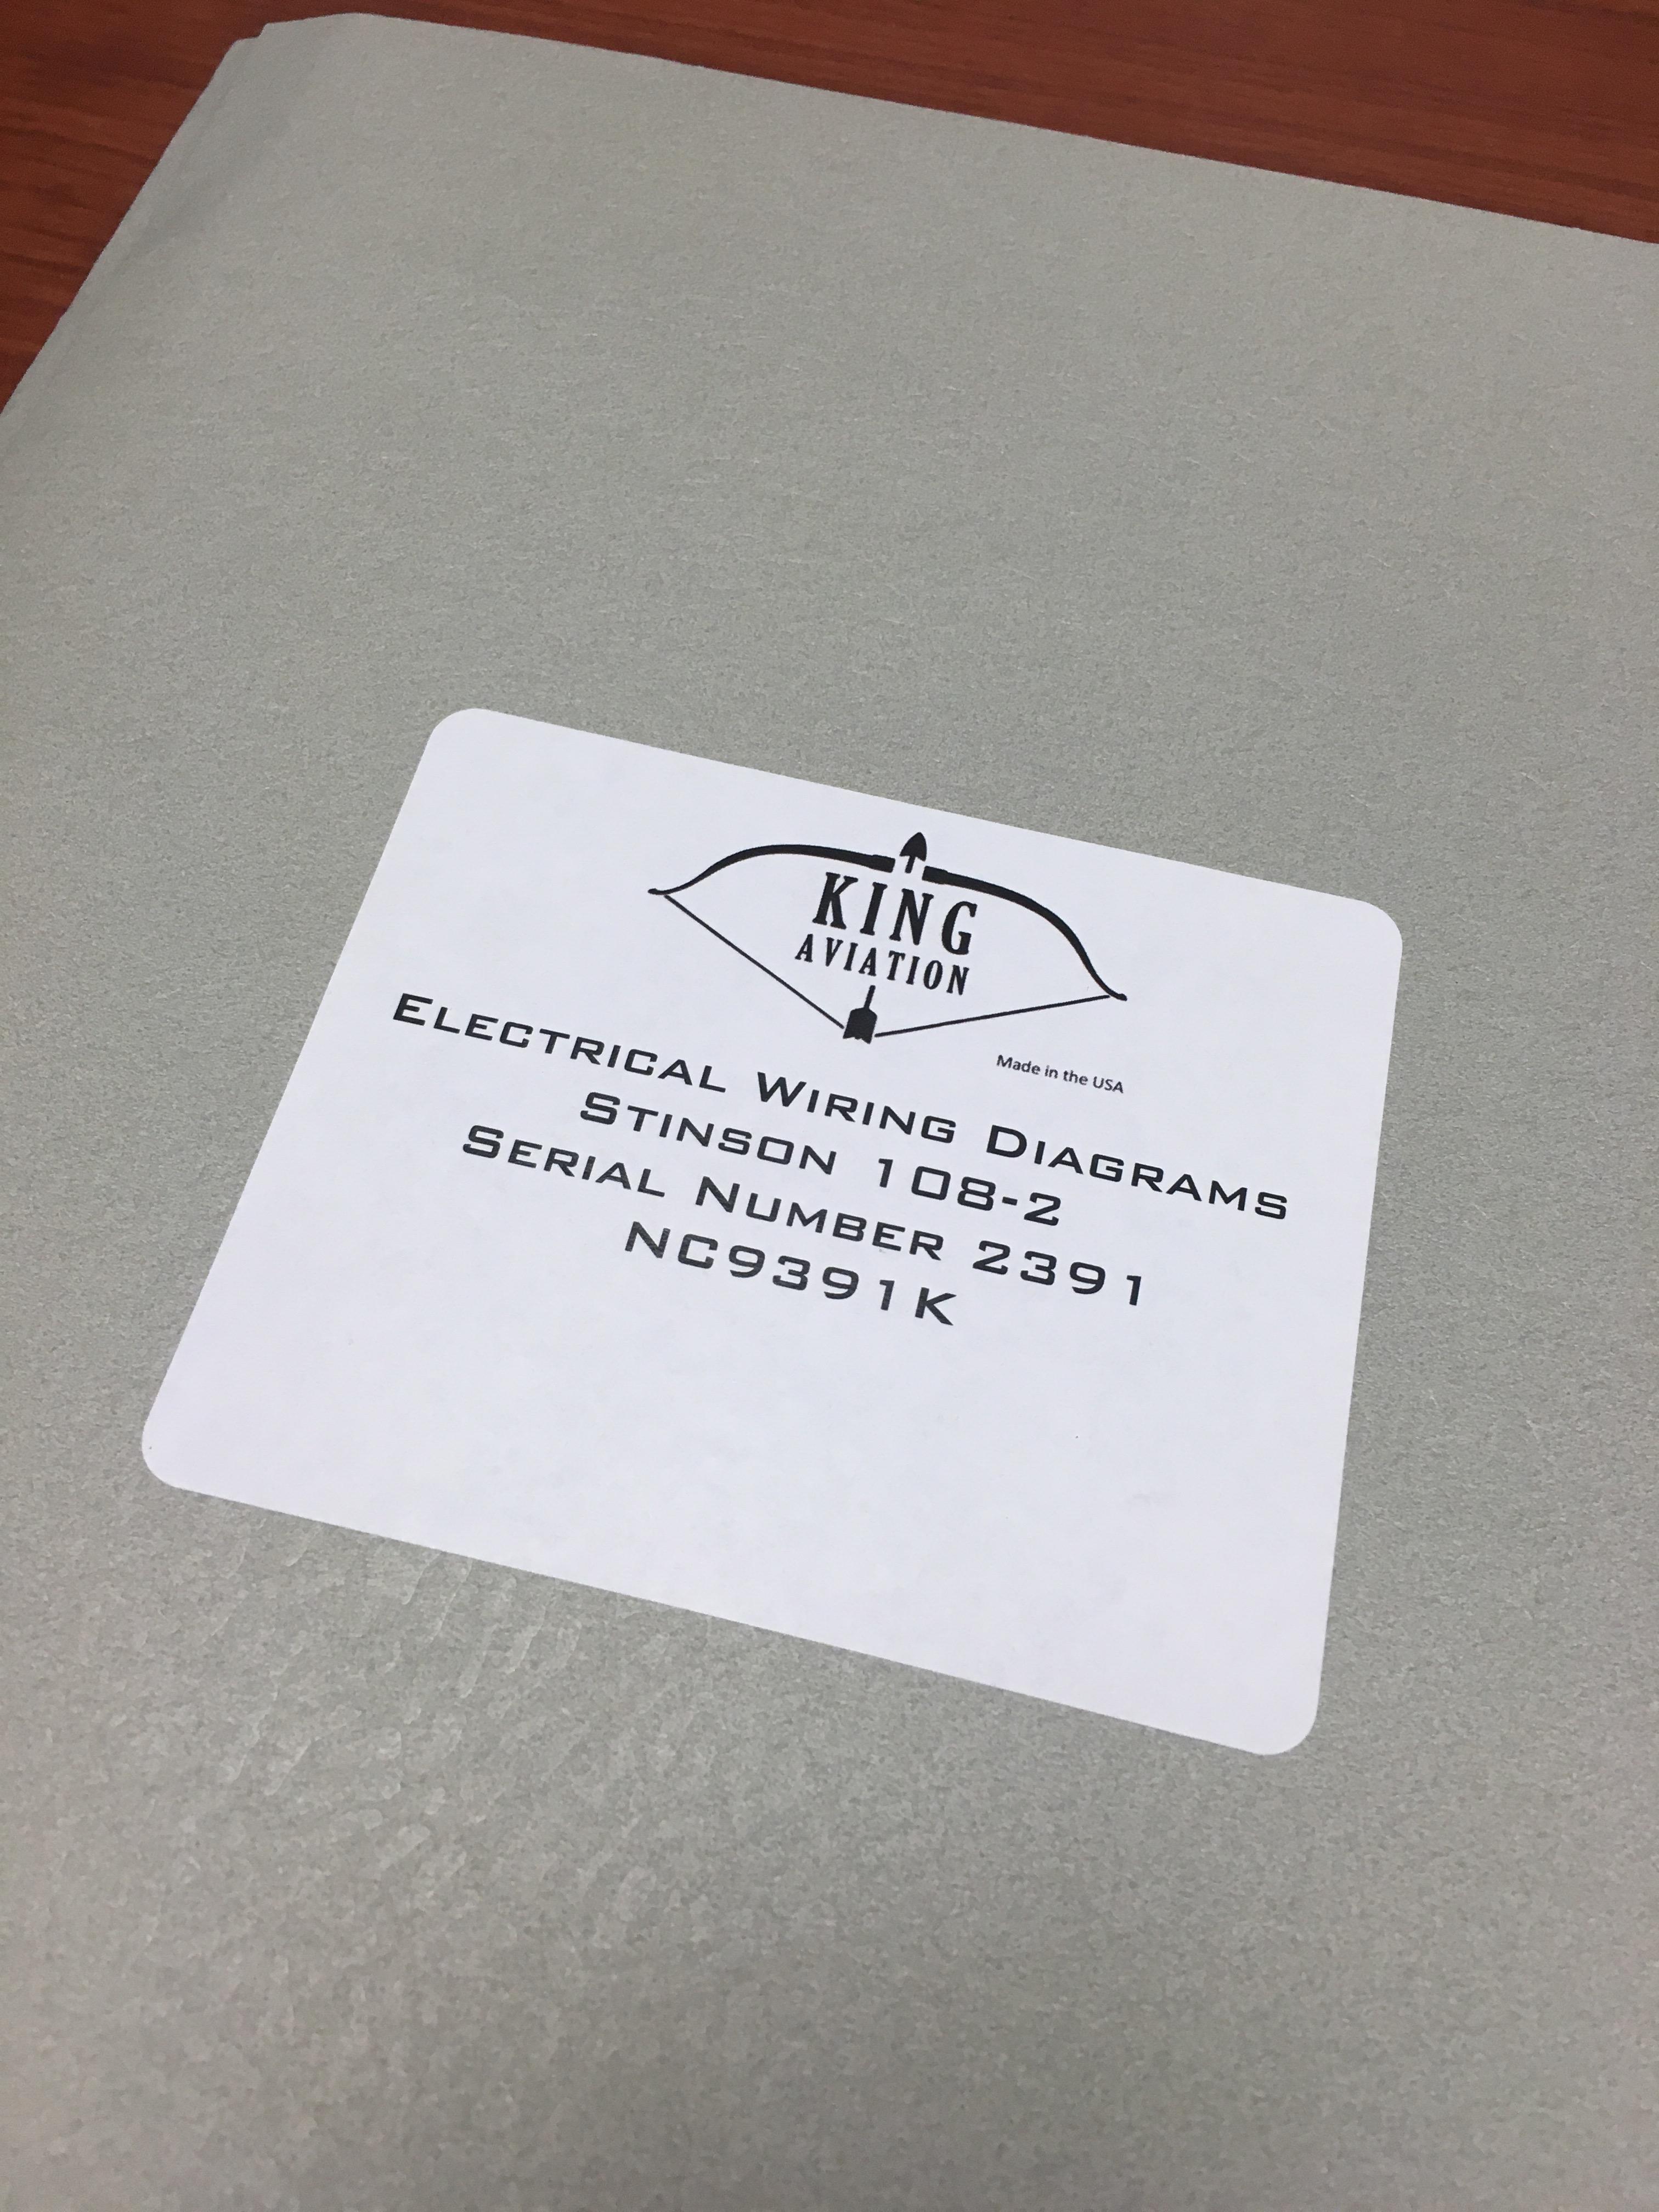 KING
AVIATION
Made in the USA
ELECTRICAL WIRING DIAGRAMS
STINSON 108-2
SERIAL NUMBER 2391
NC9391K